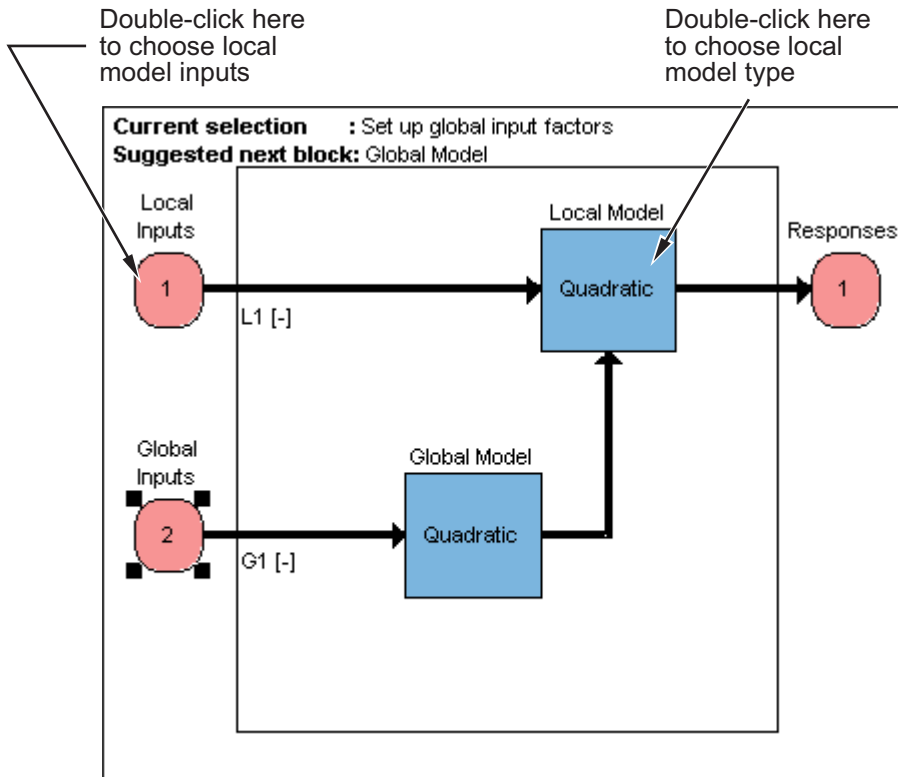 Double-click here
to choose local
model inputs
Double-click here
to choose local
model type
Current selection : Set up global input factors
Suggested next block: Global Model
Local
Inputs
1
L1 [-]
Local Model
Quadratic
Responses
1
Global
Inputs
2
G1 [-]
Global Model
Quadratic